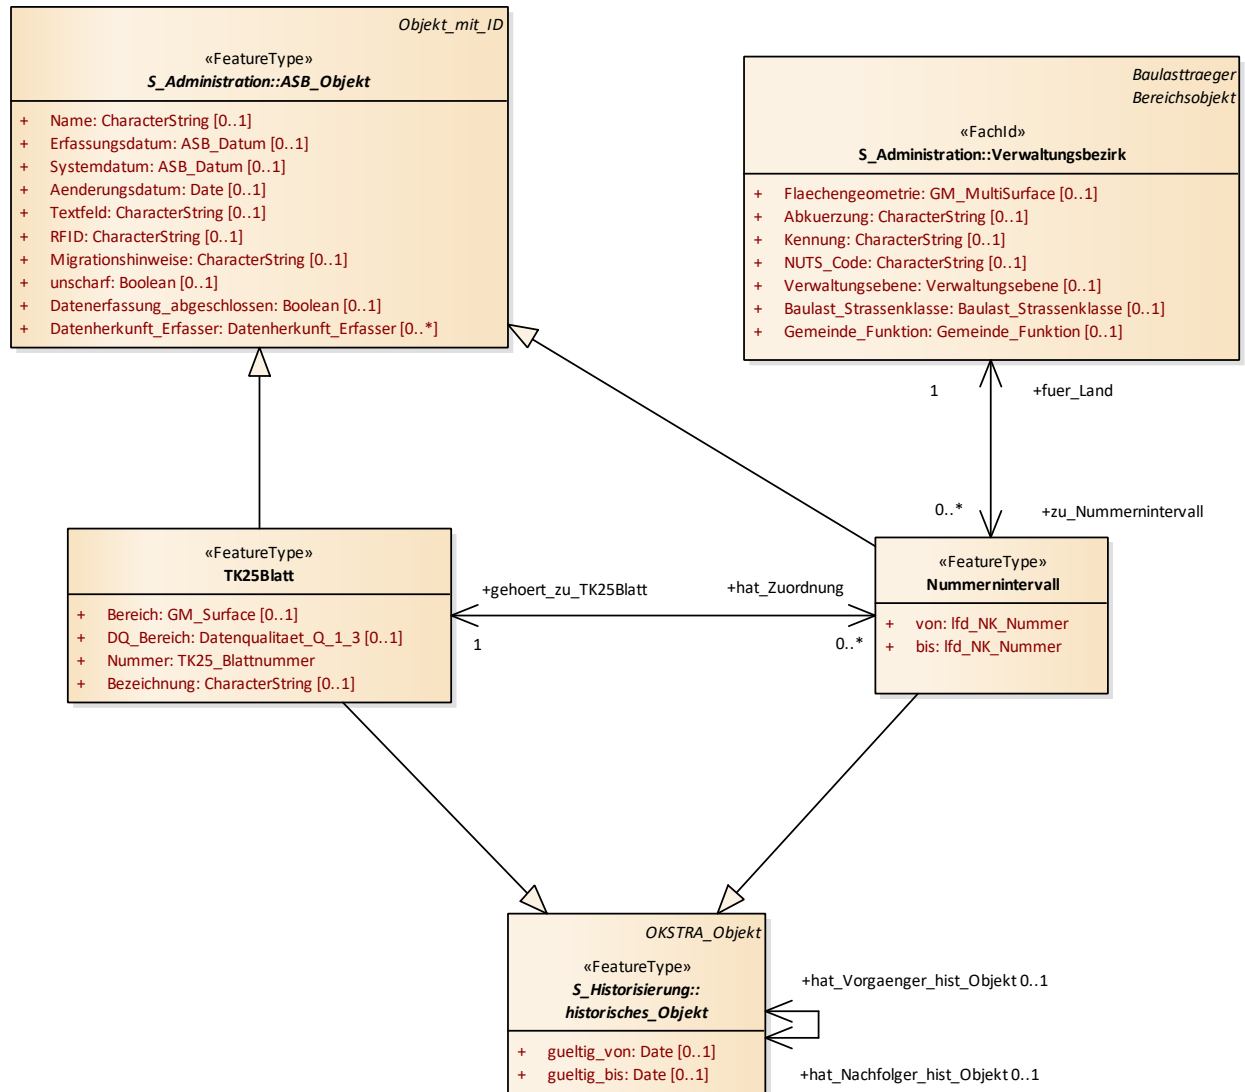 Objekt_mit_ID
«FeatureType»
S_Administration::ASB_Objekt
+ Name: CharacterString [0..1]
+ Erfassungsdatum: ASB_Datum [0..1]
+ Systemdatum: ASB_Datum [0..1]
+ Aenderungsdatum: Date [0..1]
+ Textfeld: CharacterString [0..1]
+ RFID: CharacterString [0..1]
+ Migrationshinweise: CharacterString [0..1]
+ unscharf: Boolean [0..1]
+ Datenerfassung_abgeschlossen: Boolean [0..1]
+ Datenherkunft_Erfasser: Datenherkunft_Erfasser [0..*]
Baulasttraeger
Bereichsobjekt
«FachId»
S_Administration::Verwaltungsbezirk
+ Flaechengeometrie: GM_MultiSurface [0..1]
+ Abkuerzung: CharacterString [0..1]
+ Kennung: CharacterString [0..1]
+ NUTS_Code: CharacterString [0..1]
+ Verwaltungsebene: Verwaltungsebene [0..1]
+ Baulast_Strassenklasse: Baulast_Strassenklasse [0..1]
+ Gemeinde_Funktion: Gemeinde_Funktion [0..1]
1 +fuer_Land
0..* +zu_Nummernintervall
«FeatureType»
TK25Blatt
+ Bereich: GM_Surface [0..1]
+ DQ_Bereich: Datenqualitaet_Q_1_3 [0..1]
+ Nummer: TK25_Blattnummer
+ Bezeichnung: CharacterString [0..1]
+gehoert_zu_TK25Blatt +hat_Zuordnung
1 0..*
«FeatureType»
Nummernintervall
+ von: lfd_NK_Nummer
+ bis: lfd_NK_Nummer
OKSTRA_Objekt
«FeatureType»
S_Historisierung::
historisches_Objekt
+ gueltig_von: Date [0..1]
+ gueltig_bis: Date [0..1]
+hat_Vorgaenger_hist_Objekt 0..1
+hat_Nachfolger_hist_Objekt 0..1